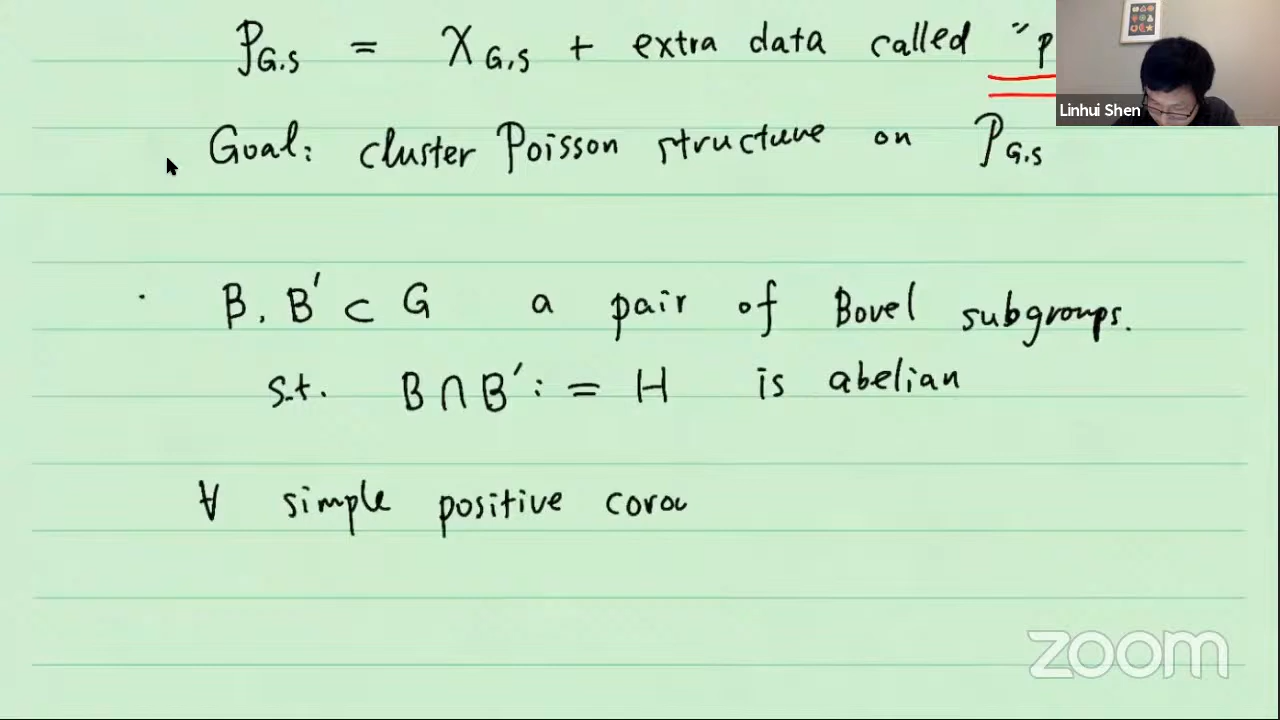 P_{G,S} = X_{G,S} + extra data called "p
Linhui Shen
Goal: cluster Poisson structure on P_{G,S}
B, B' ⊂ G a pair of Borel subgroups.
s.t. B ∩ B' := H is abelian
∀ simple positive coroo
zoom